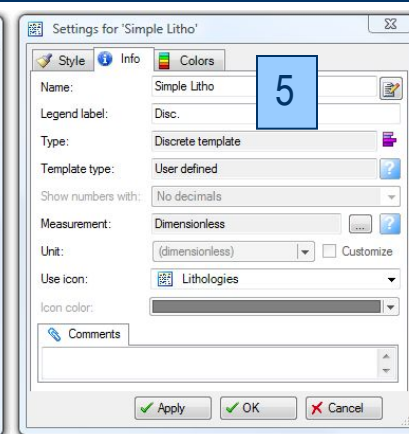 Settings for 'Simple Litho'
Style Info Colors
5
Name: Simple Litho
Legend label: Disc.
Type: Discrete template
Template type: User defined
Show numbers with: No decimals
Measurement: Dimensionless ...
Unit: (dimensionless) Customize
Use icon: Lithologies
Icon color:
Comments
Apply OK Cancel